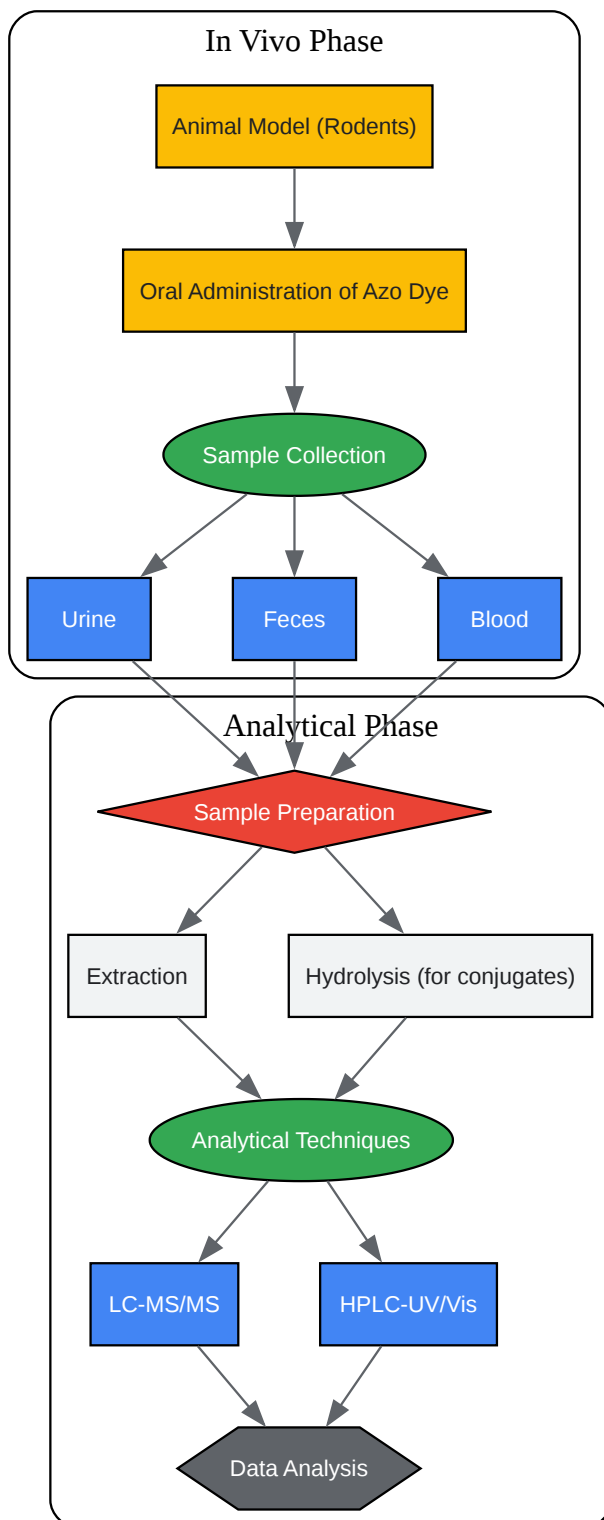 In Vivo Phase
Animal Model (Rodents)
Oral Administration of Azo Dye
Sample Collection
Urine
Feces
Blood
Analytical Phase
Sample Preparation
Extraction
Hydrolysis (for conjugates)
Analytical Techniques
LC-MS/MS
HPLC-UV/Vis
Data Analysis